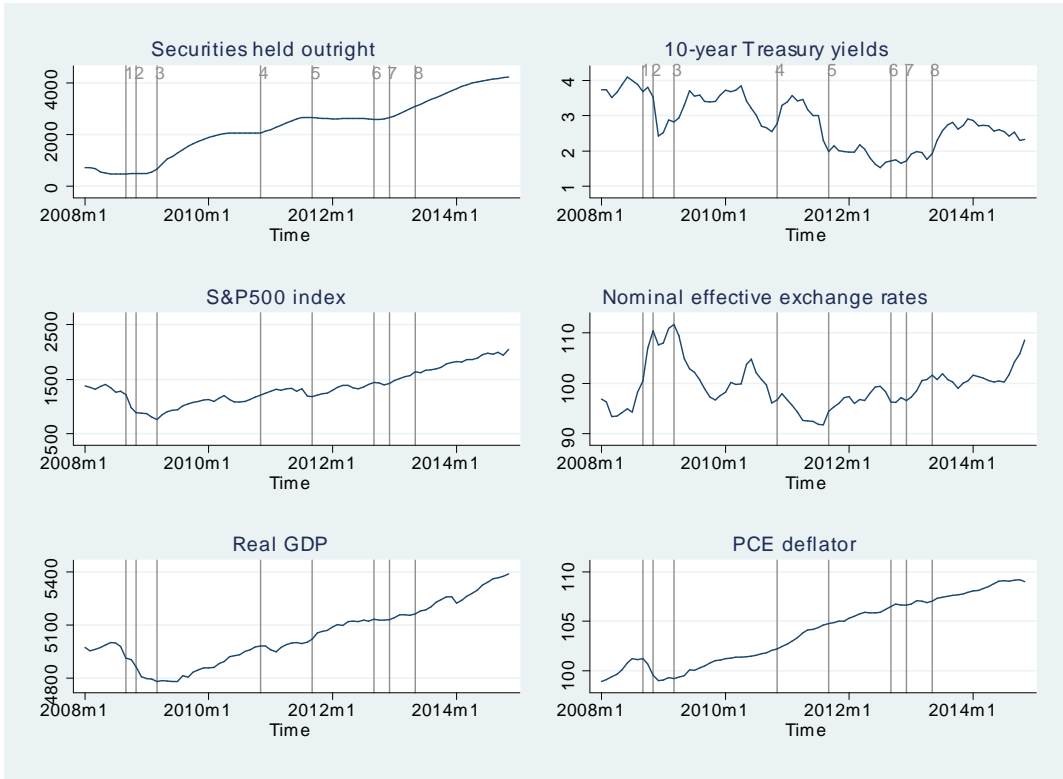 Securities held outright
1 2 3 4 5 6 7 8
4000
2000
0
2008m1 2010m1 2012m1 2014m1
Time
10-year Treasury yields
1 2 3 4 5 6 7 8
4
3
2
1
2008m1 2010m1 2012m1 2014m1
Time
S&P500 index
2500
1500
500
2008m1 2010m1 2012m1 2014m1
Time
Nominal effective exchange rates
110
100
90
2008m1 2010m1 2012m1 2014m1
Time
Real GDP
5400
5100
4800
2008m1 2010m1 2012m1 2014m1
Time
PCE deflator
110
105
100
2008m1 2010m1 2012m1 2014m1
Time